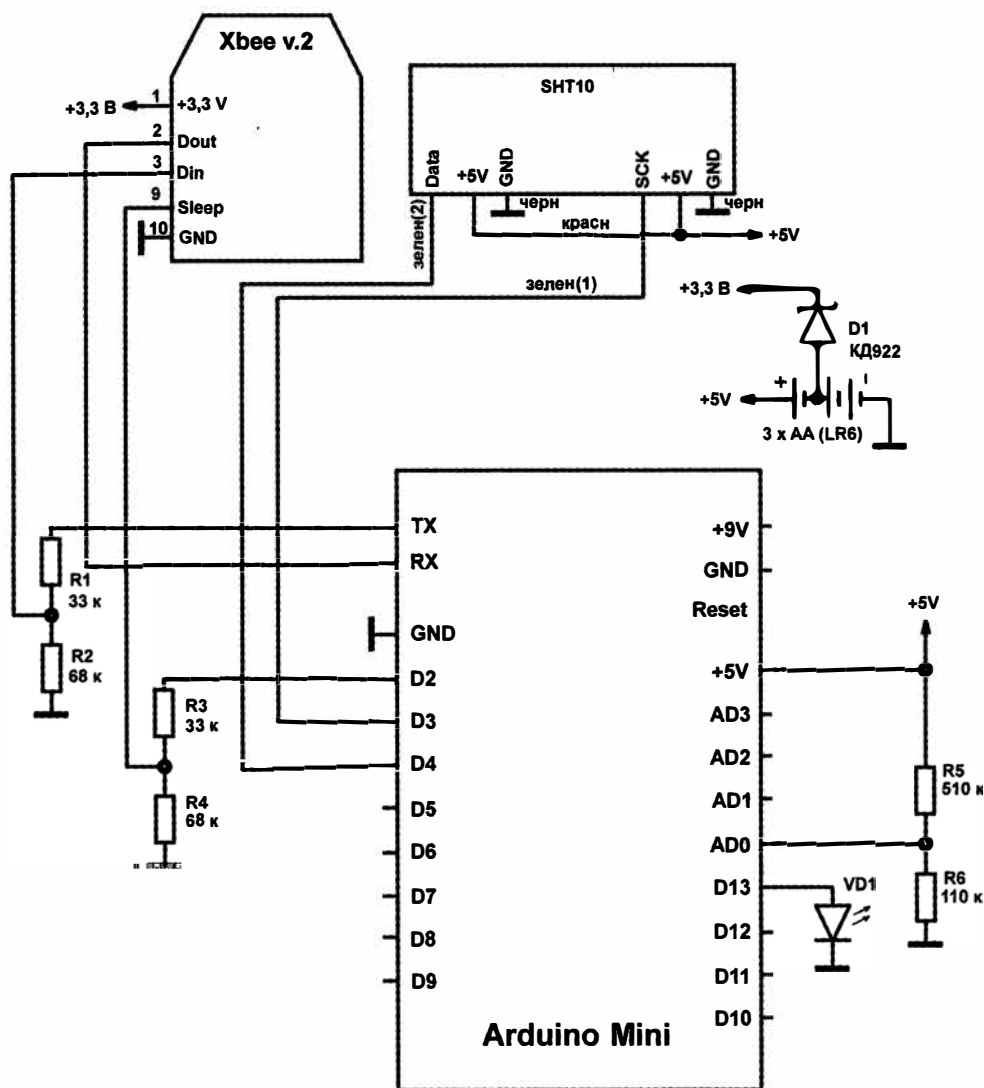 Xbee v.2
+3,3 В
1
+3,3 V
2
Dout
3
Din
9
Sleep
10
GND
SHT10
Data
+5V
GND
SCK
+5V
GND
черн
черн
красн
+5V
зелен(2)
зелен(1)
+3,3 В
D1
КД922
+
-
+5V
3 x AA (LR6)
R1
33 к
R2
68 к
R3
33 к
R4
68 к
TX
RX
GND
D2
D3
D4
D5
D6
D7
D8
D9
+9V
GND
Reset
+5V
AD3
AD2
AD1
AD0
D13
D12
D11
D10
+5V
R5
510 к
R6
110 к
VD1
Arduino Mini